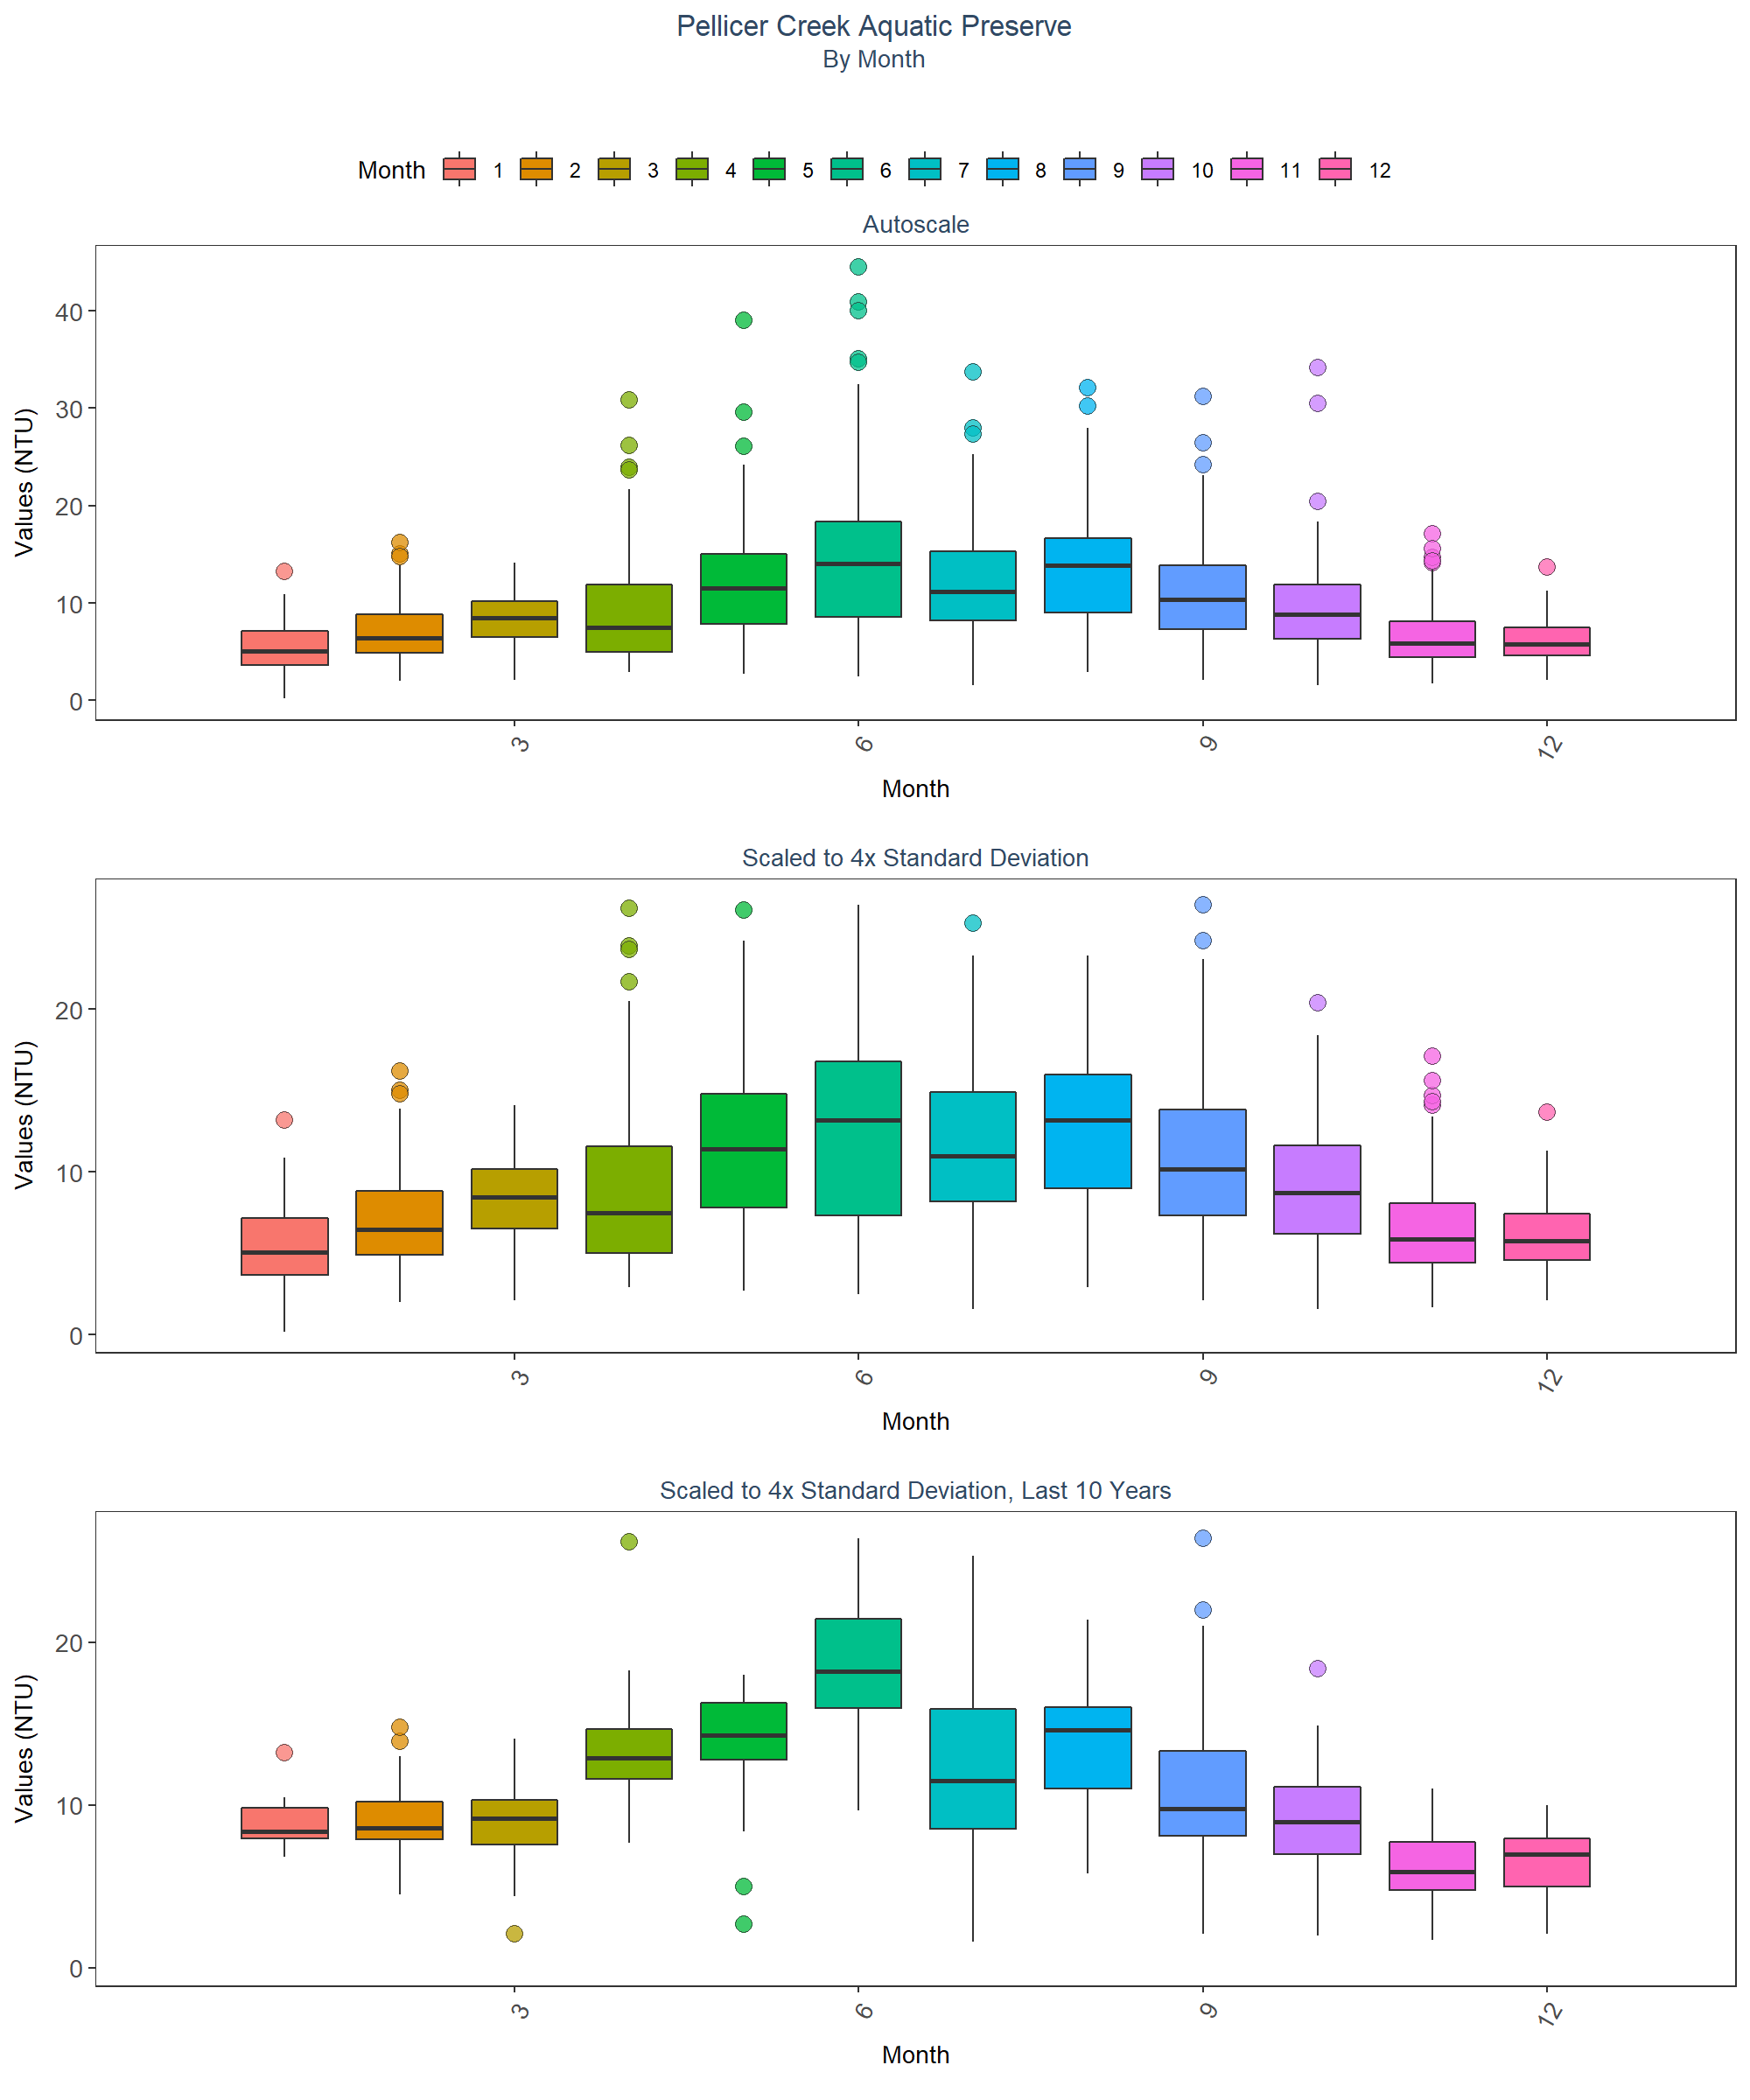 Pellicer Creek Aquatic Preserve
By Month
Month 1 2 3 4 5 6 7 8 9 10 11 12
Autoscale
Values (NTU)
40
30
20
10
0
3 6 9 12
Month
Scaled to 4x Standard Deviation
Values (NTU)
20
10
0
3 6 9 12
Month
Scaled to 4x Standard Deviation, Last 10 Years
Values (NTU)
20
10
0
3 6 9 12
Month